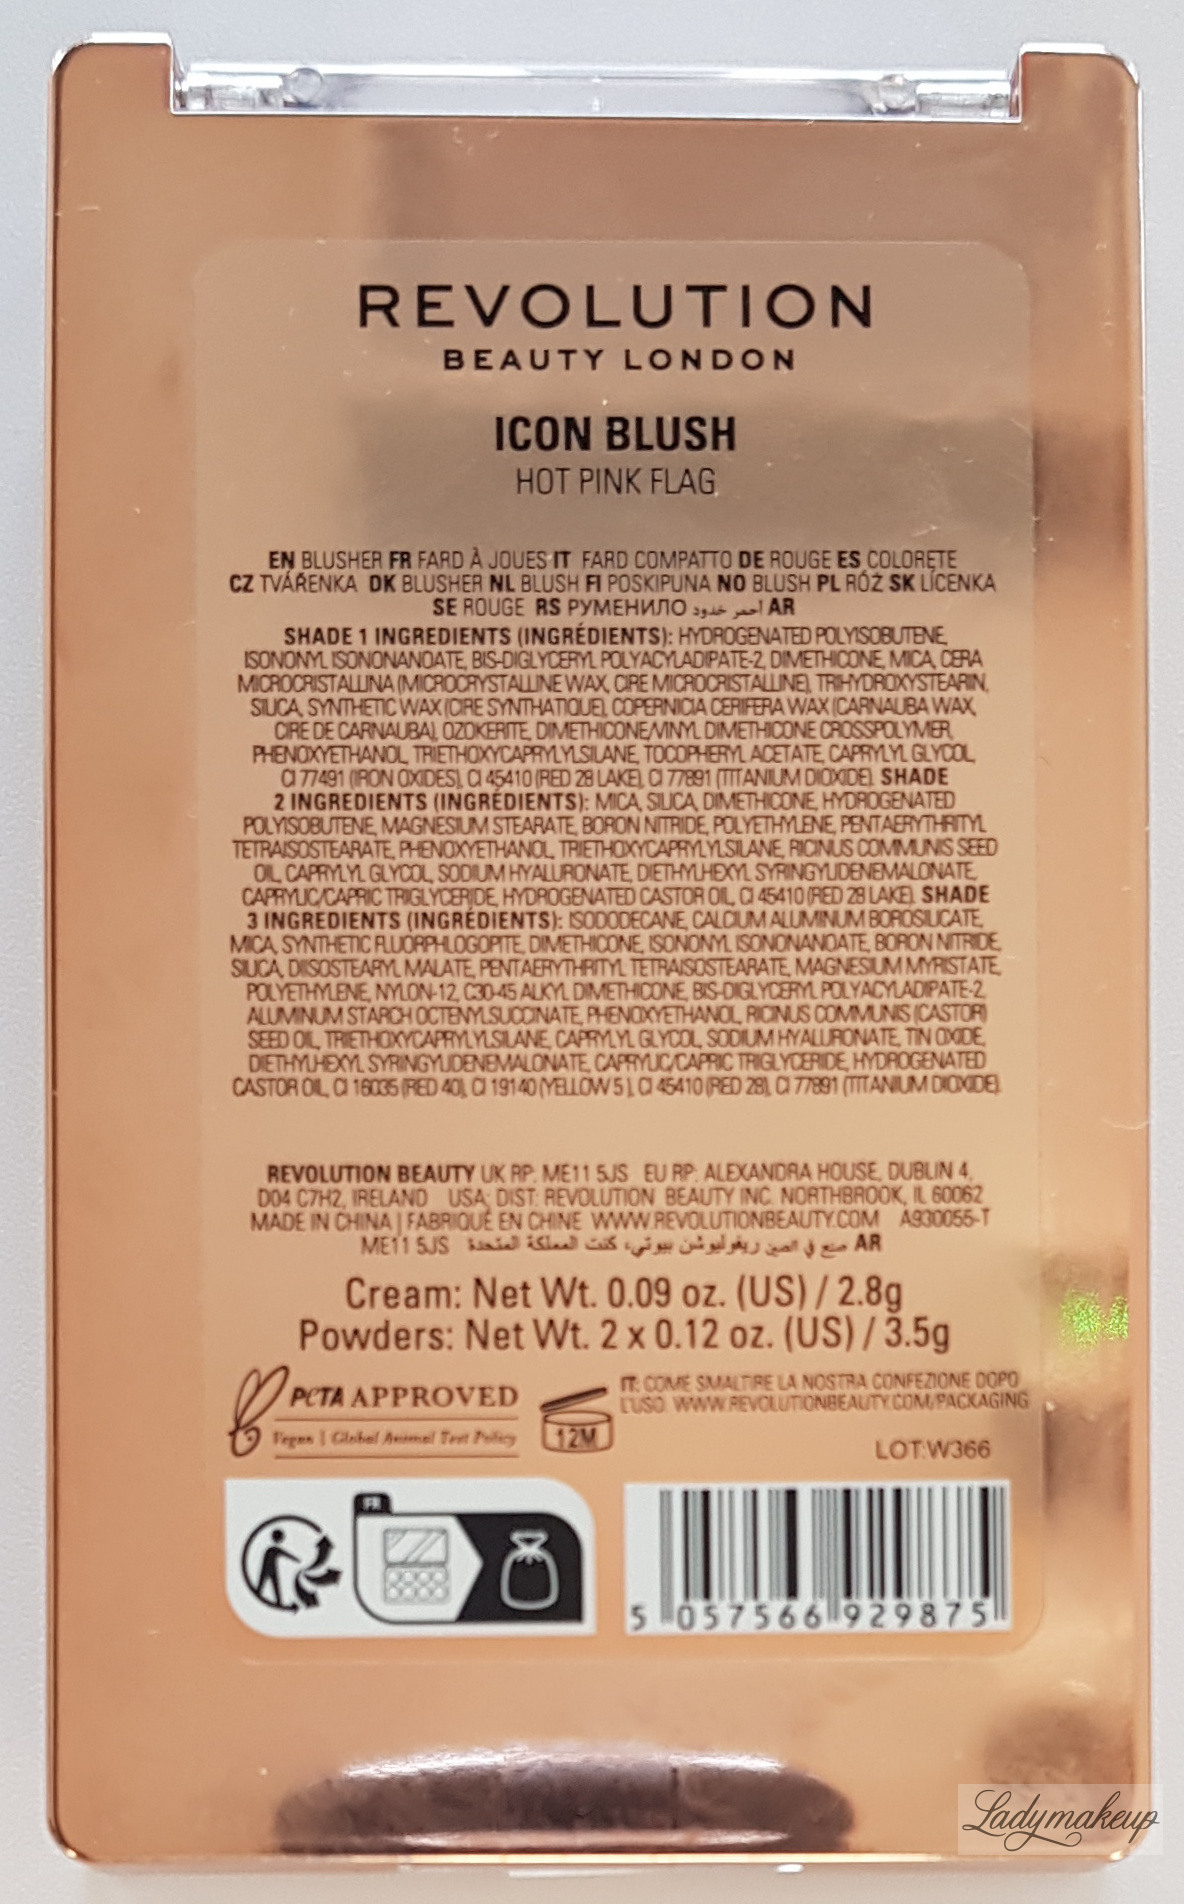 REVOLUTION
BEAUTY LONDON
ICON BLUSH
HOT PINK FLAG
EN BLUSHER FR FARD À JOUES IT FARD COMPATTO DE ROUGE ES COLORETE
CZ TVÁŘENKA DK BLUSHER NL BLUSH FI POSKIPUNA NO BLUSH PL RÓŻ SK LÍCENKA
SE ROUGE RS РУМЕНИЛО أحمر خدود AR
SHADE 1 INGREDIENTS (INGRÉDIENTS): HYDROGENATED POLYISOBUTENE,
ISONONYL ISONONANOATE, BIS-DIGLYCERYL POLYACYLADIPATE-2, DIMETHICONE, MICA, CERA
MICROCRISTALLINA (MICROCRYSTALLINE WAX, CIRE MICROCRISTALLINE), TRIHYDROXYSTEARIN,
SILICA, SYNTHETIC WAX (CIRE SYNTHATIQUE), COPERNICIA CERIFERA WAX (CARNAUBA WAX,
CIRE DE CARNAUBA), OZOKERITE, DIMETHICONE/VINYL DIMETHICONE CROSSPOLYMER,
PHENOXYETHANOL, TRIETHOXYCAPRYLYLSILANE, TOCOPHERYL ACETATE, CAPRYLYL GLYCOL,
CI 77491 (IRON OXIDES), CI 45410 (RED 28 LAKE), CI 77891 (TITANIUM DIOXIDE). SHADE
2 INGREDIENTS (INGRÉDIENTS): MICA, SILICA, DIMETHICONE, HYDROGENATED
POLYISOBUTENE, MAGNESIUM STEARATE, BORON NITRIDE, POLYETHYLENE, PENTAERYTHRITYL
TETRAISOSTEARATE, PHENOXYETHANOL, TRIETHOXYCAPRYLYLSILANE, RICINUS COMMUNIS SEED
OIL, CAPRYLYL GLYCOL, SODIUM HYALURONATE, DIETHYLHEXYL SYRINGYLIDENEMALONATE,
CAPRYLIC/CAPRIC TRIGLYCERIDE, HYDROGENATED CASTOR OIL, CI 45410 (RED 28 LAKE). SHADE
3 INGREDIENTS (INGRÉDIENTS): ISODODECANE, CALCIUM ALUMINUM BOROSILICATE,
MICA, SYNTHETIC FLUORPHLOGOPITE, DIMETHICONE, ISONONYL ISONONANOATE, BORON NITRIDE,
SILICA, DIISOSTEARYL MALATE, PENTAERYTHRITYL TETRAISOSTEARATE, MAGNESIUM MYRISTATE,
POLYETHYLENE, NYLON-12, C30-45 ALKYL DIMETHICONE, BIS-DIGLYCERYL POLYACYLADIPATE-2,
ALUMINUM STARCH OCTENYLSUCCINATE, PHENOXYETHANOL, RICINUS COMMUNIS (CASTOR)
SEED OIL, TRIETHOXYCAPRYLYLSILANE, CAPRYLYL GLYCOL, SODIUM HYALURONATE, TIN OXIDE,
DIETHYLHEXYL SYRINGYLIDENEMALONATE, CAPRYLIC/CAPRIC TRIGLYCERIDE, HYDROGENATED
CASTOR OIL, CI 16035 (RED 40), CI 19140 (YELLOW 5), CI 45410 (RED 28), CI 77891 (TITANIUM DIOXIDE).
REVOLUTION BEAUTY UK RP: ME11 5JS EU RP: ALEXANDRA HOUSE, DUBLIN 4,
D04 C7H2, IRELAND USA; DIST: REVOLUTION BEAUTY INC. NORTHBROOK, IL 60062
MADE IN CHINA | FABRIQUÉ EN CHINE WWW.REVOLUTIONBEAUTY.COM A930055-T
ME11 5JS صنع في الصين ريفوليوشن بيوتي، كنت المملكة المتحدة AR
Cream: Net Wt. 0.09 oz. (US) / 2.8g
Powders: Net Wt. 2 x 0.12 oz. (US) / 3.5g
PETA APPROVED
Vegan | Global Animal Test Policy
12M
IT: COME SMALTIRE LA NOSTRA CONFEZIONE DOPO
L'USO. WWW.REVOLUTIONBEAUTY.COM/PACKAGING
LOT:W366
FR
5 057566 929875
Ladymakeup